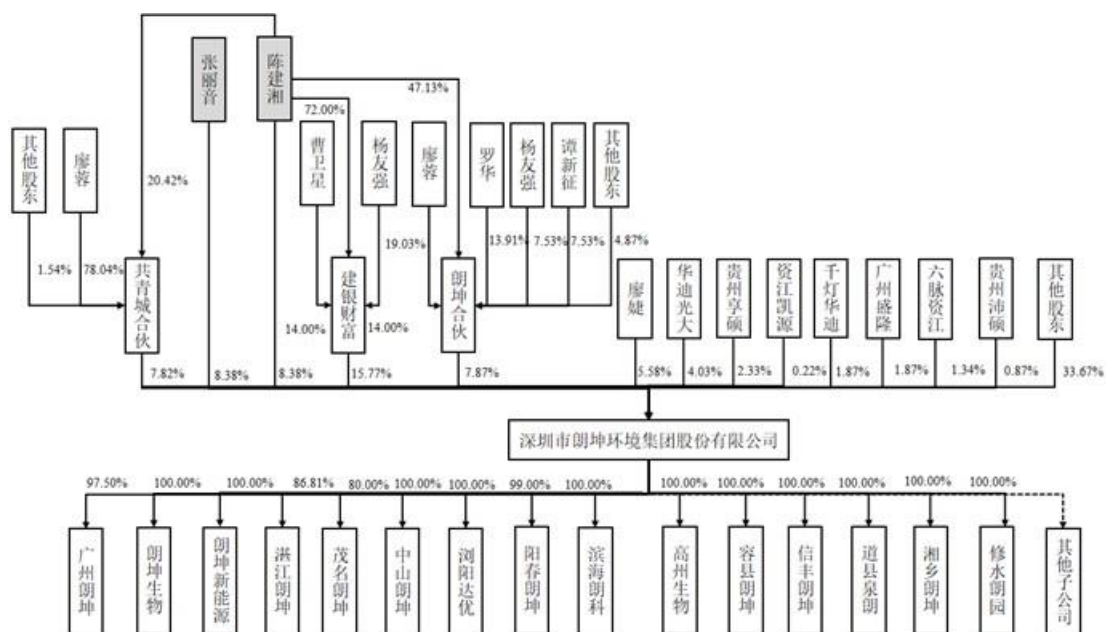 张丽音
陈建湘
47.13%
72.00%
其他股东
廖蓉
20.42%
曹卫星
杨友强
廖蓉
罗华
杨友强
谭新征
其他股东
1.54%
78.04%
19.03%
13.91%
7.53%
7.53%
4.87%
共青城合伙
建银财富
朗坤合伙
廖婕
华迪光大
贵州享硕
资江凯源
千灯华迪
广州盛隆
六脉资江
贵州沛硕
其他股东
14.00%
14.00%
7.82%
8.38%
8.38%
15.77%
7.87%
5.58%
4.03%
2.33%
0.22%
1.87%
1.87%
1.34%
0.87%
33.67%
深圳市朗坤环境集团股份有限公司
97.50%
100.00%
100.00%
86.81%
80.00%
100.00%
100.00%
99.00%
100.00%
100.00%
100.00%
100.00%
100.00%
100.00%
100.00%
广州朗坤
朗坤生物
朗坤新能源
湛江朗坤
茂名朗坤
中山朗坤
浏阳达优
阳春朗坤
滨海朗科
高州生物
容县朗坤
信丰朗坤
道县泉朗
湘乡朗坤
修水朗园
其他子公司